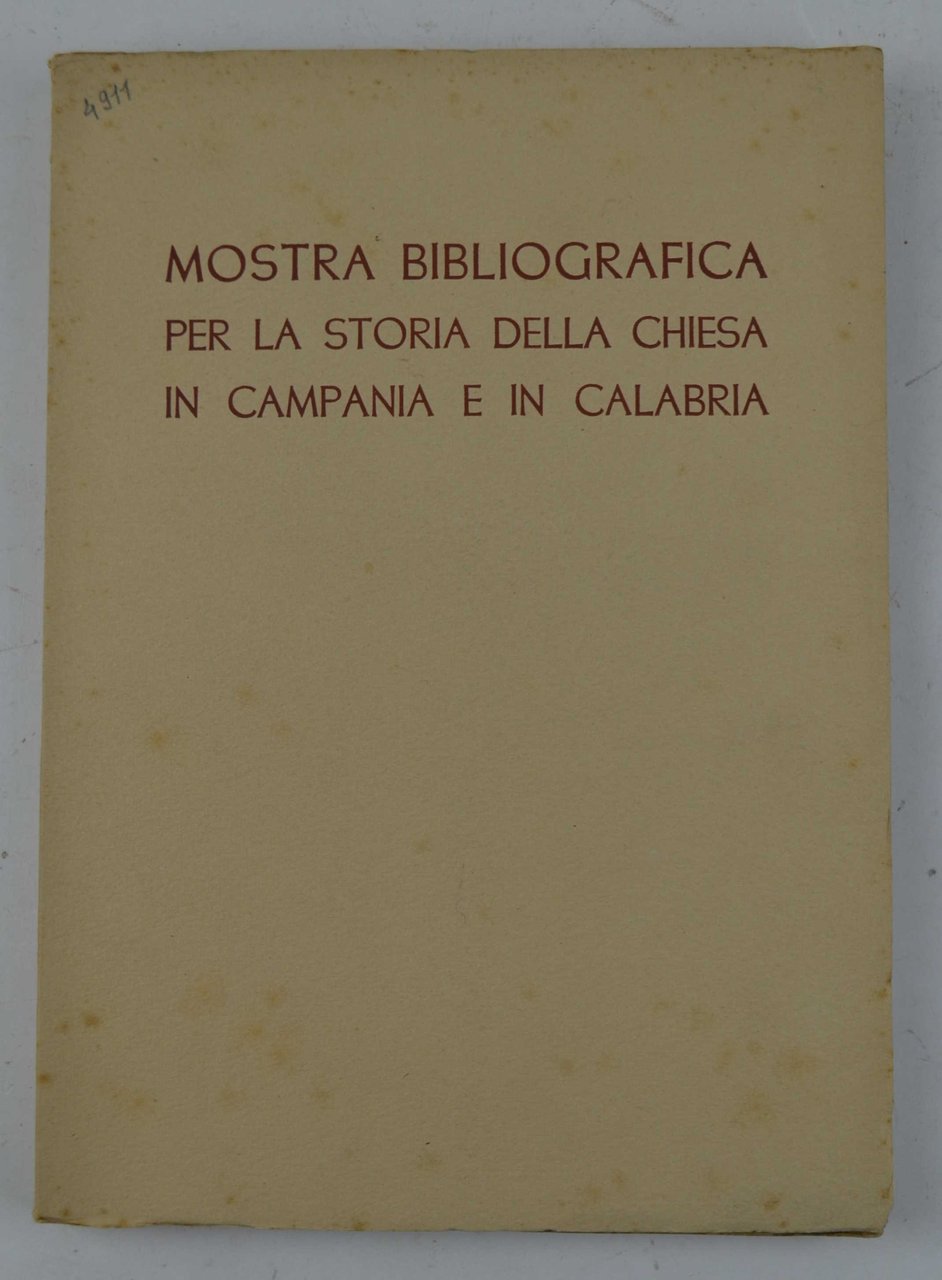 4911
MOSTRA BIBLIOGRAFICA
PER LA STORIA DELLA CHIESA
IN CAMPANIA E IN CALABRIA